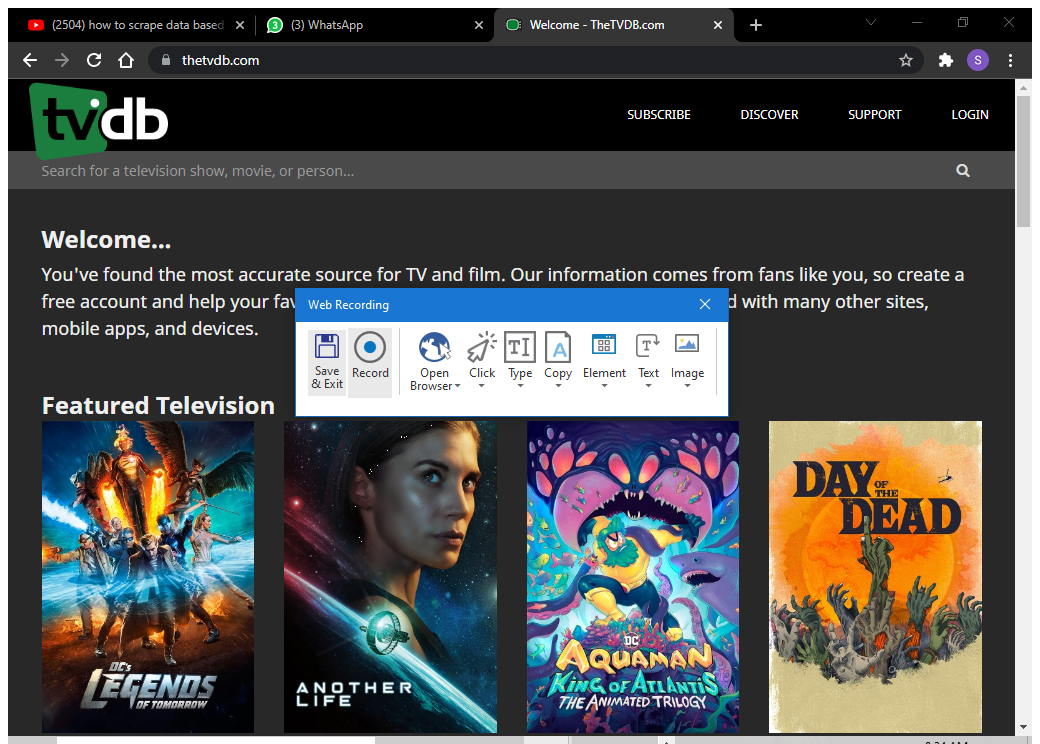 (2504) how to scrape data based
3
(3) WhatsApp
Welcome - TheTVDB.com
thetvdb.com
S
tvdb
SUBSCRIBE
DISCOVER
SUPPORT
LOGIN
Search for a television show, movie, or person...
Welcome...
You've found the most accurate source for TV and film. Our information comes from fans like you, so create a
free account and help your fav
d with many other sites,
mobile apps, and devices.
Web Recording
Save
& Exit
Record
Open
Browser
Click
Type
Copy
Element
Text
Image
Featured Television
DC's
LEGENDS
OF TOMORROW
ANOTHER
LIFE
DC
AQUAMAN
KING OF ATLANTIS
THE ANIMATED TRILOGY
DAY OF THE
DEAD